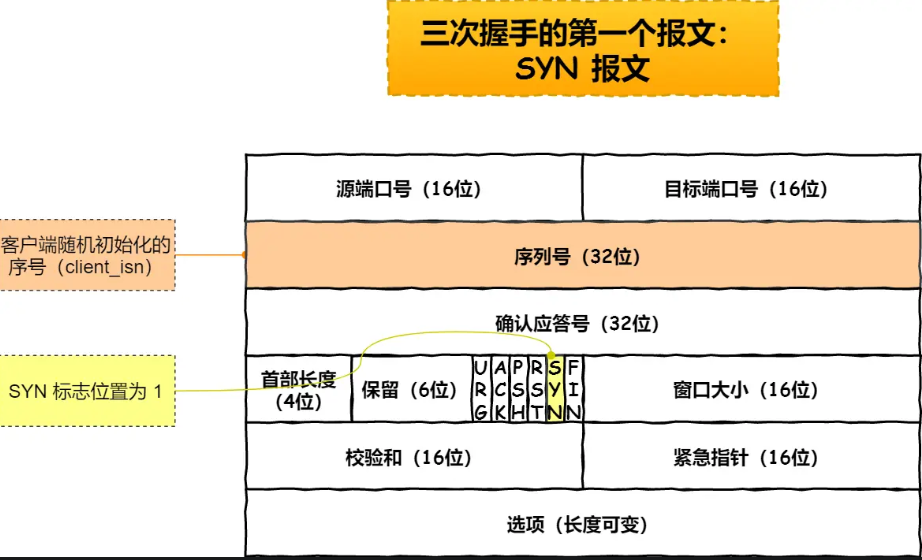 三次握手的第一个报文：
SYN 报文
源端口号（16位）
目标端口号（16位）
客户端随机初始化的
序号（client_isn）
序列号（32位）
确认应答号（32位）
SYN 标志位置为 1
首部长度
（4位）
保留（6位）
URG
ACK
PSH
RST
SYN
FIN
窗口大小（16位）
校验和（16位）
紧急指针（16位）
选项（长度可变）